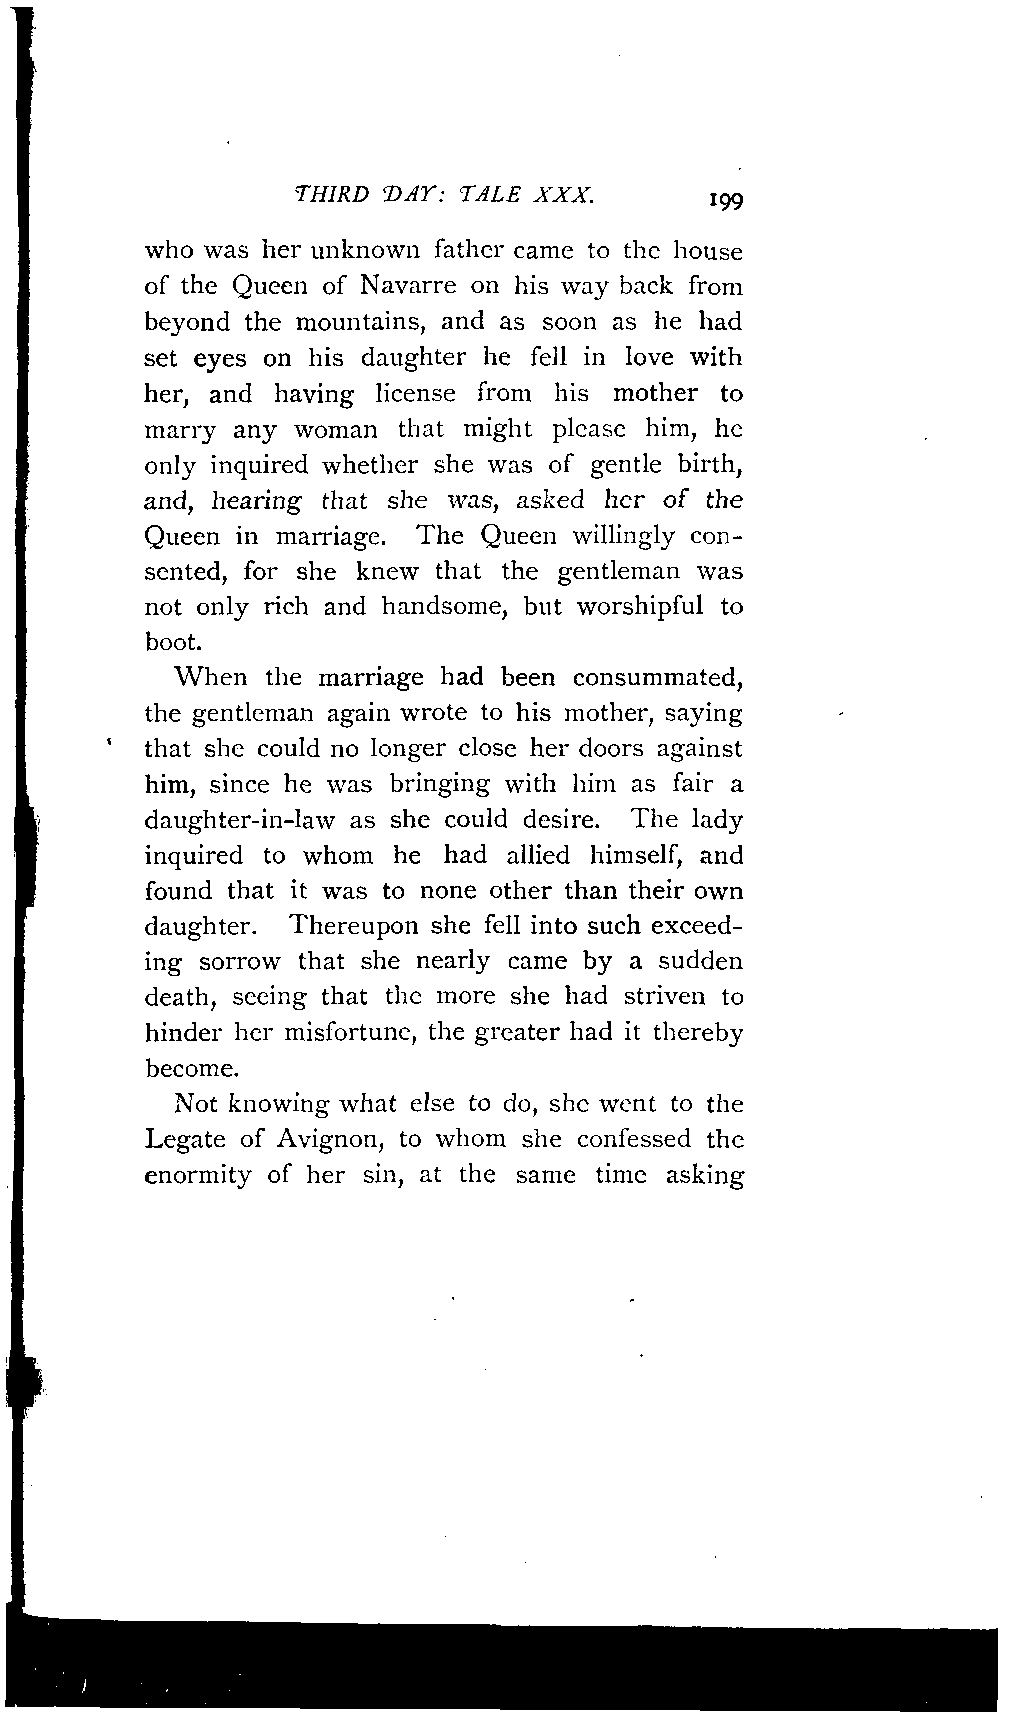 THIRD DAY: TALE XXX. 199
who was her unknown father came to the house
of the Queen of Navarre on his way back from
beyond the mountains, and as soon as he had
set eyes on his daughter he fell in love with
her, and having license from his mother to
marry any woman that might please him, he
only inquired whether she was of gentle birth,
and, hearing that she was, asked her of the
Queen in marriage. The Queen willingly con-
sented, for she knew that the gentleman was
not only rich and handsome, but worshipful to
boot.
When the marriage had been consummated,
the gentleman again wrote to his mother, saying
that she could no longer close her doors against
him, since he was bringing with him as fair a
daughter-in-law as she could desire. The lady
inquired to whom he had allied himself, and
found that it was to none other than their own
daughter. Thereupon she fell into such exceed-
ing sorrow that she nearly came by a sudden
death, seeing that the more she had striven to
hinder her misfortune, the greater had it thereby
become.
Not knowing what else to do, she went to the
Legate of Avignon, to whom she confessed the
enormity of her sin, at the same time asking